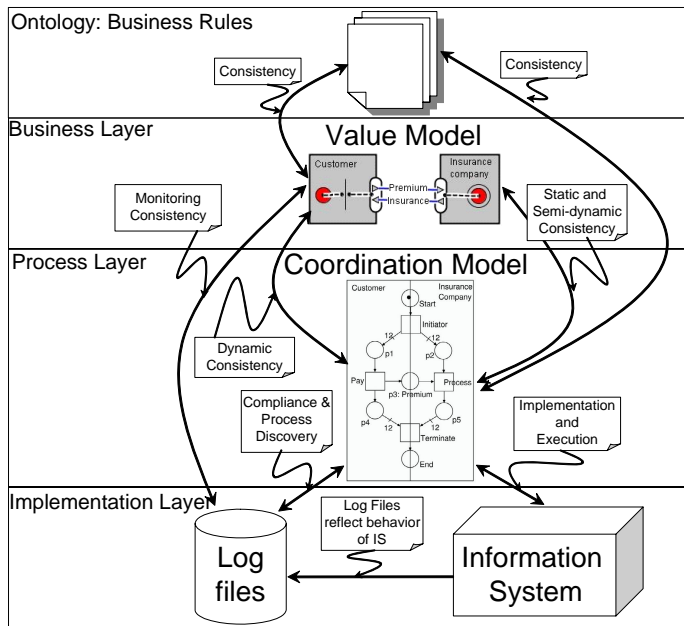 Ontology: Business Rules
Consistency
Consistency
Business Layer
Value Model
Customer
Insurance
company
Premium
Insurance
Monitoring
Consistency
Static and
Semi-dynamic
Consistency
Process Layer
Coordination Model
Customer
Insurance
Company
Start
Initiator
12
12
p1
p2
Dynamic
Consistency
Pay
Process
p3: Premium
Compliance &
Process
Discovery
p4
p5
12
12
Terminate
End
Implementation
and
Execution
Implementation Layer
Log Files
reflect behavior
of IS
Log
files
Information
System